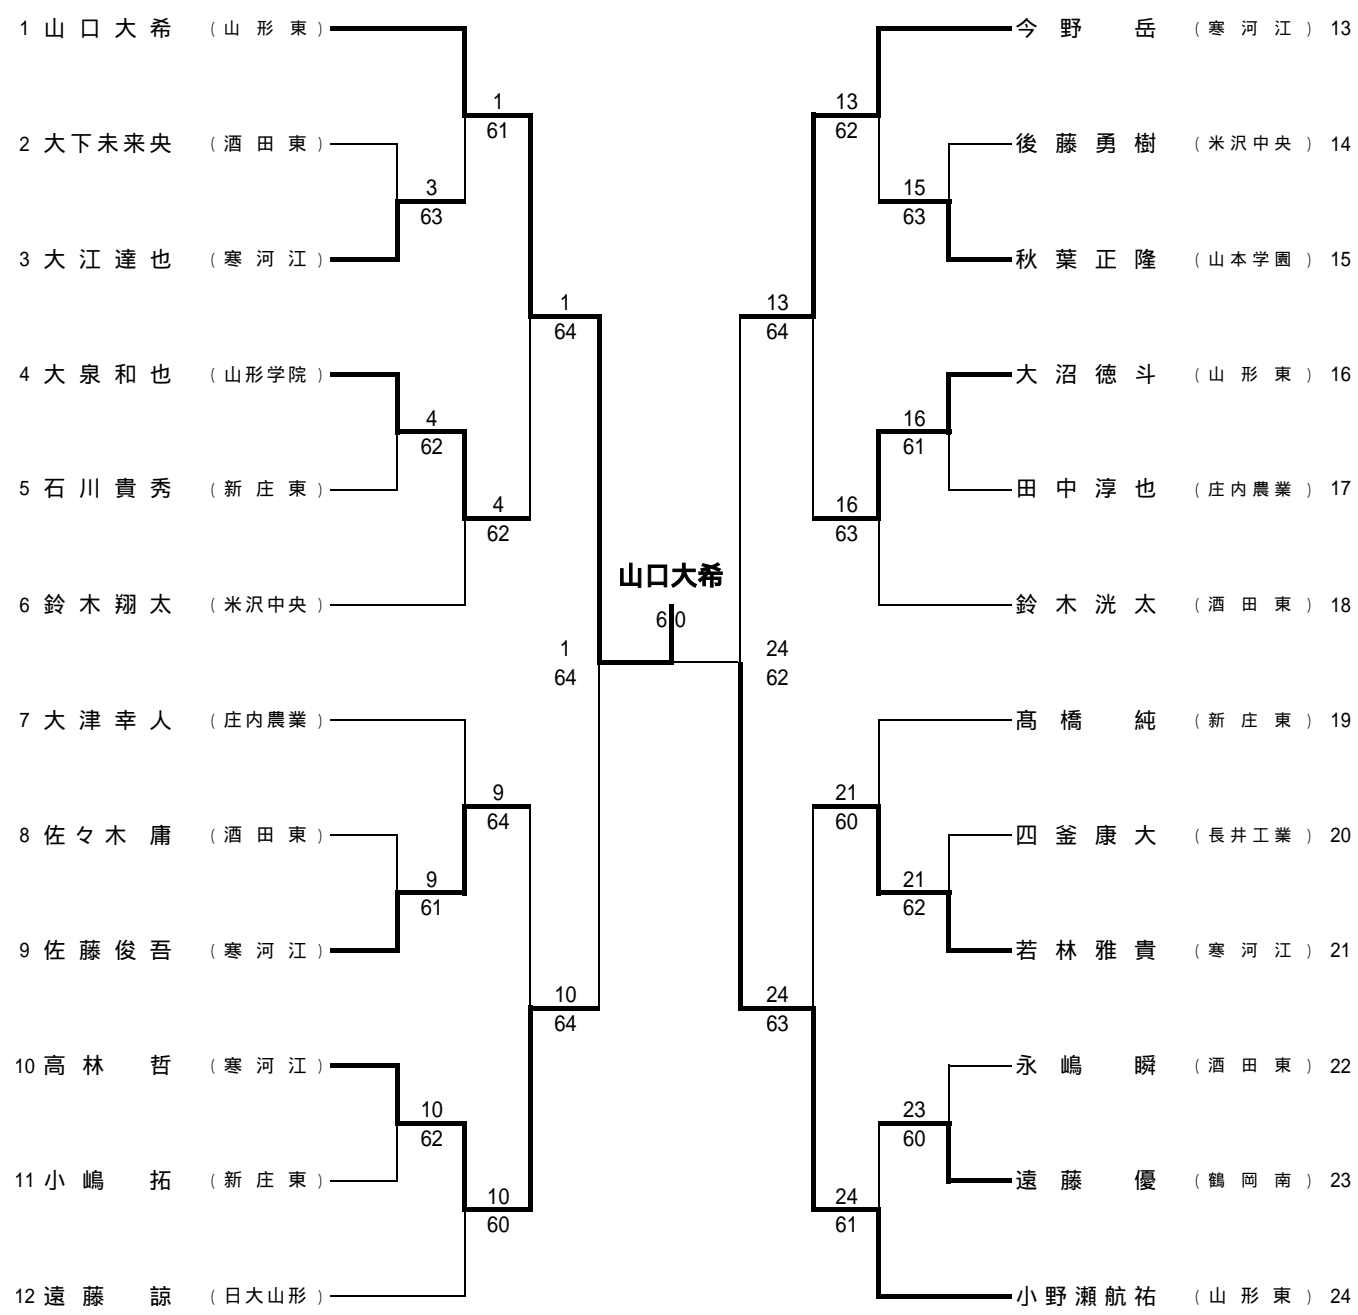 1 山口大希 (山形東)
今野 岳 (寒河江) 13
1
61
13
62
2 大下未来央 (酒田東)
後藤勇樹 (米沢中央) 14
3
63
15
63
3 大江達也 (寒河江)
秋葉正隆 (山本学園) 15
1
64
13
64
4 大泉和也 (山形学院)
大沼徳斗 (山形東) 16
4
62
16
61
5 石川貴秀 (新庄東)
田中淳也 (庄内農業) 17
4
62
16
63
山口大希
6 鈴木翔太 (米沢中央)
鈴木洸太 (酒田東) 18
60
1
64
24
62
7 大津幸人 (庄内農業)
髙橋 純 (新庄東) 19
9
64
21
60
8 佐々木庸 (酒田東)
四釜康大 (長井工業) 20
9
61
21
62
9 佐藤俊吾 (寒河江)
若林雅貴 (寒河江) 21
10
64
24
63
10 高林 哲 (寒河江)
永嶋 瞬 (酒田東) 22
10
62
23
60
11 小嶋 拓 (新庄東)
遠藤 優 (鶴岡南) 23
10
60
24
61
12 遠藤 諒 (日大山形)
小野瀬航祐 (山形東) 24